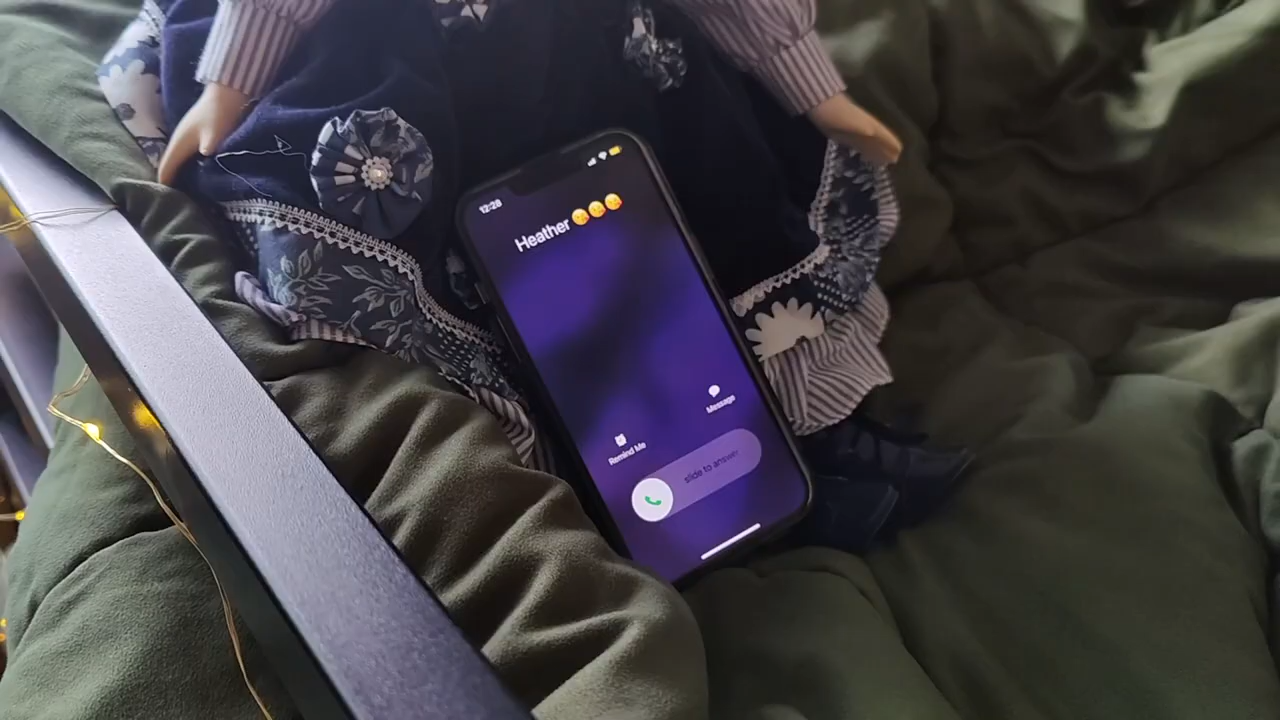 12:28
Heather 😘😘😘
Message
Remind Me
slide to answer